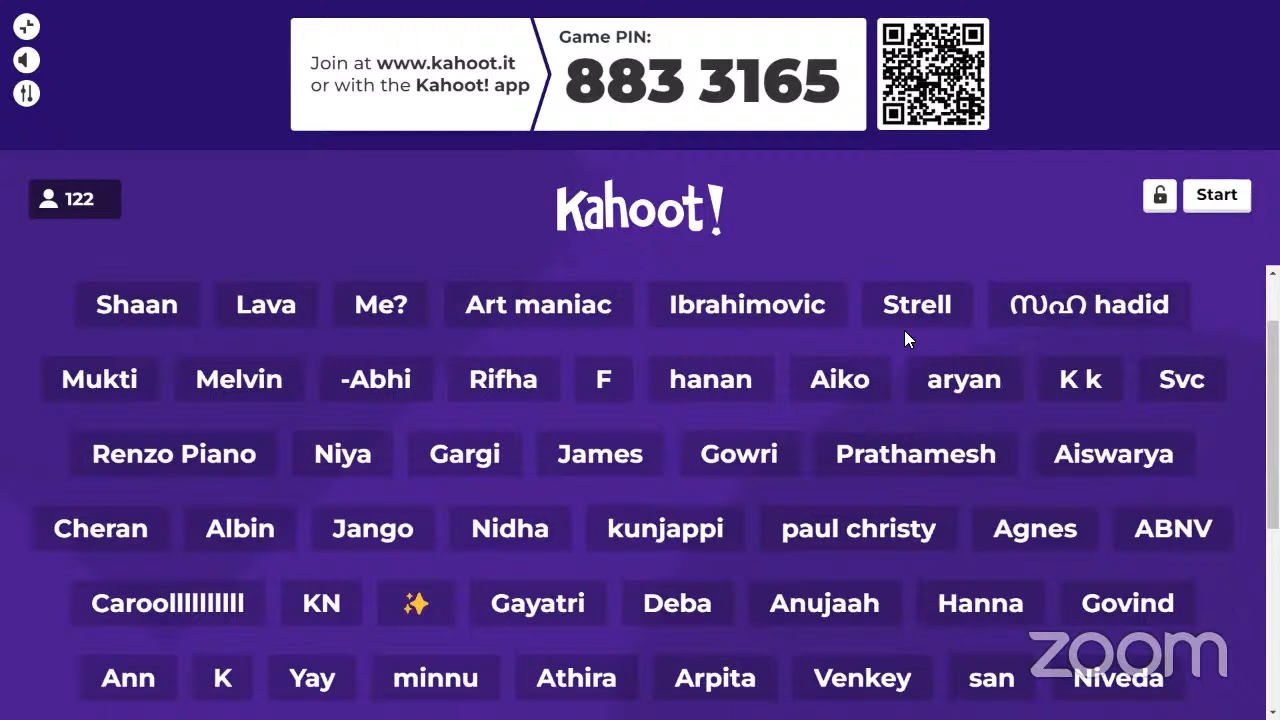 Join at www.kahoot.it
or with the Kahoot! app
Game PIN:
883 3165
122
Kahoot!
Start
Shaan Lava Me? Art maniac Ibrahimovic Strell സഹ hadid
Mukti Melvin -Abhi Rifha F hanan Aiko aryan K k Svc
Renzo Piano Niya Gargi James Gowri Prathamesh Aiswarya
Cheran Albin Jango Nidha kunjappi paul christy Agnes ABNV
Caroollllllllll KN ✨ Gayatri Deba Anujaah Hanna Govind
Ann K Yay minnu Athira Arpita Venkey san Niveda
zoom